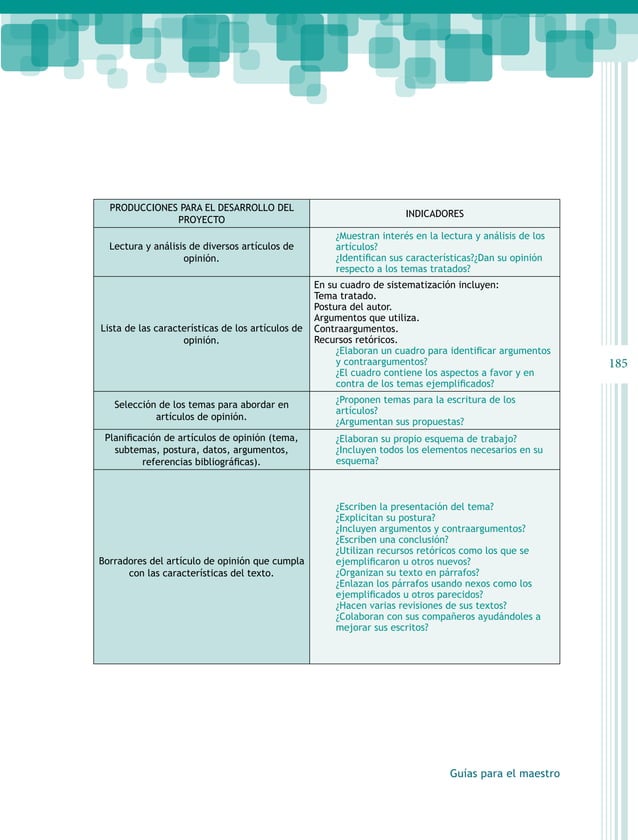 PRODUCCIONES PARA EL DESARROLLO DEL
PROYECTO
INDICADORES
Lectura y análisis de diversos artículos de
opinión.
¿Muestran interés en la lectura y análisis de los
artículos?
¿Identifican sus características?¿Dan su opinión
respecto a los temas tratados?
Lista de las características de los artículos de
opinión.
En su cuadro de sistematización incluyen:
Tema tratado.
Postura del autor.
Argumentos que utiliza.
Contraargumentos.
Recursos retóricos.
¿Elaboran un cuadro para identificar argumentos
y contraargumentos?
¿El cuadro contiene los aspectos a favor y en
contra de los temas ejemplificados?
Selección de los temas para abordar en
artículos de opinión.
¿Proponen temas para la escritura de los
artículos?
¿Argumentan sus propuestas?
Planificación de artículos de opinión (tema,
subtemas, postura, datos, argumentos,
referencias bibliográficas).
¿Elaboran su propio esquema de trabajo?
¿Incluyen todos los elementos necesarios en su
esquema?
Borradores del artículo de opinión que cumpla
con las características del texto.
¿Escriben la presentación del tema?
¿Explicitan su postura?
¿Incluyen argumentos y contraargumentos?
¿Escriben una conclusión?
¿Utilizan recursos retóricos como los que se
ejemplificaron u otros nuevos?
¿Organizan su texto en párrafos?
¿Enlazan los párrafos usando nexos como los
ejemplificados u otros parecidos?
¿Hacen varias revisiones de sus textos?
¿Colaboran con sus compañeros ayudándoles a
mejorar sus escritos?
185
Guías para el maestro